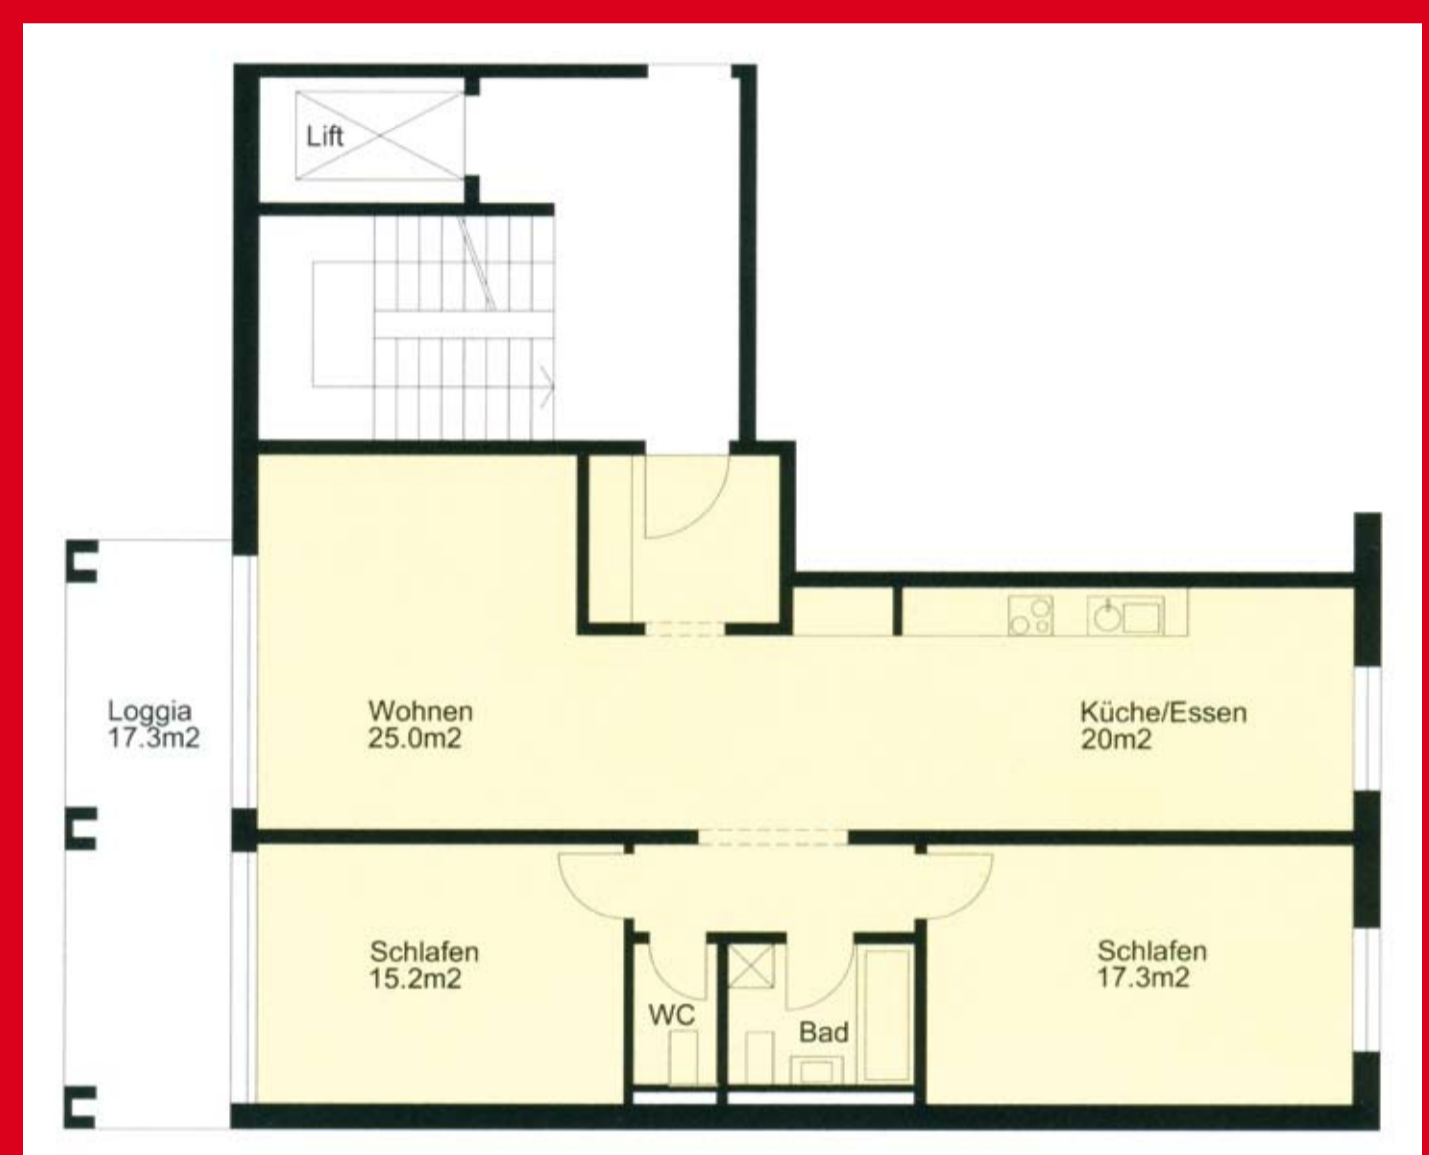 Lift
Loggia
17.3m2
Wohnen
25.0m2
Küche/Essen
20m2
Schlafen
15.2m2
WC
Bad
Schlafen
17.3m2